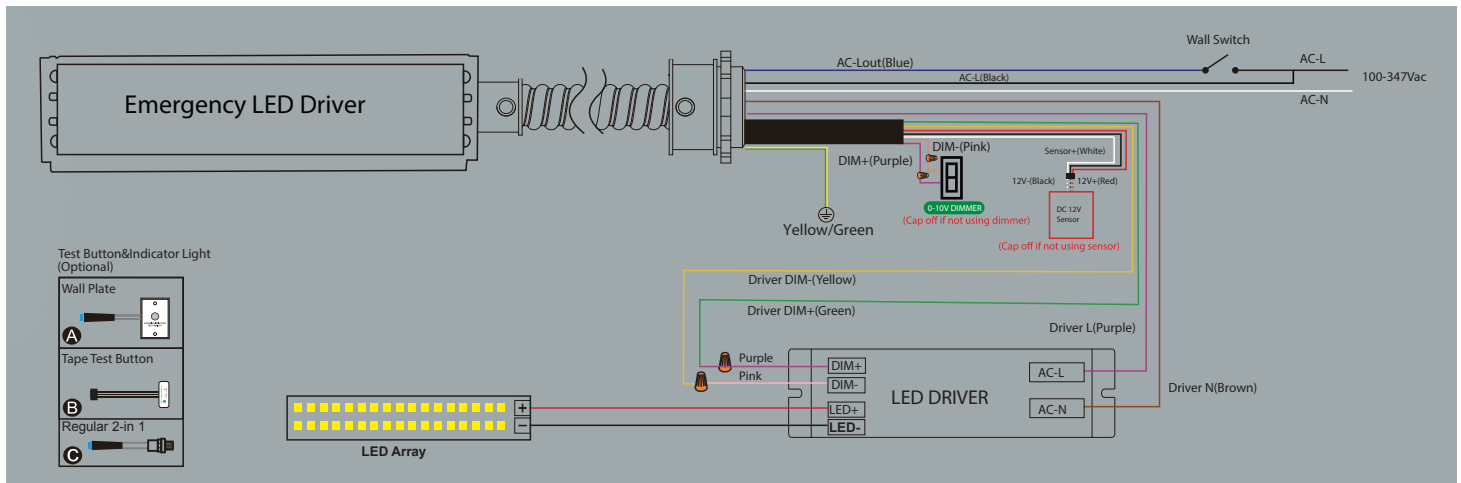 Emergency LED Driver
Wall Switch
AC-Lout(Blue)
AC-L
AC-L(Black)
100-347Vac
AC-N
DIM-(Pink)
DIM+(Purple)
Sensor+(White)
12V-(Black)
12V+(Red)
0-10V DIMMER
(Cap off if not using dimmer)
DC 12V
Sensor
(Cap off if not using sensor)
Yellow/Green
Test Button&Indicator Light
(Optional)
Wall Plate
A
Tape Test Button
B
Regular 2-in 1
C
Driver DIM-(Yellow)
Driver DIM+(Green)
Driver L(Purple)
Purple
DIM+
Pink
DIM-
AC-L
LED DRIVER
Driver N(Brown)
LED+
AC-N
LED-
+
−
LED Array